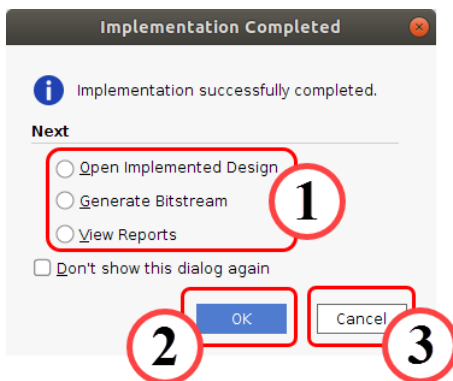 Implementation Completed
Implementation successfully completed.
Next
Open Implemented Design
Generate Bitstream
1
View Reports
Don't show this dialog again
OK
Cancel
2
3